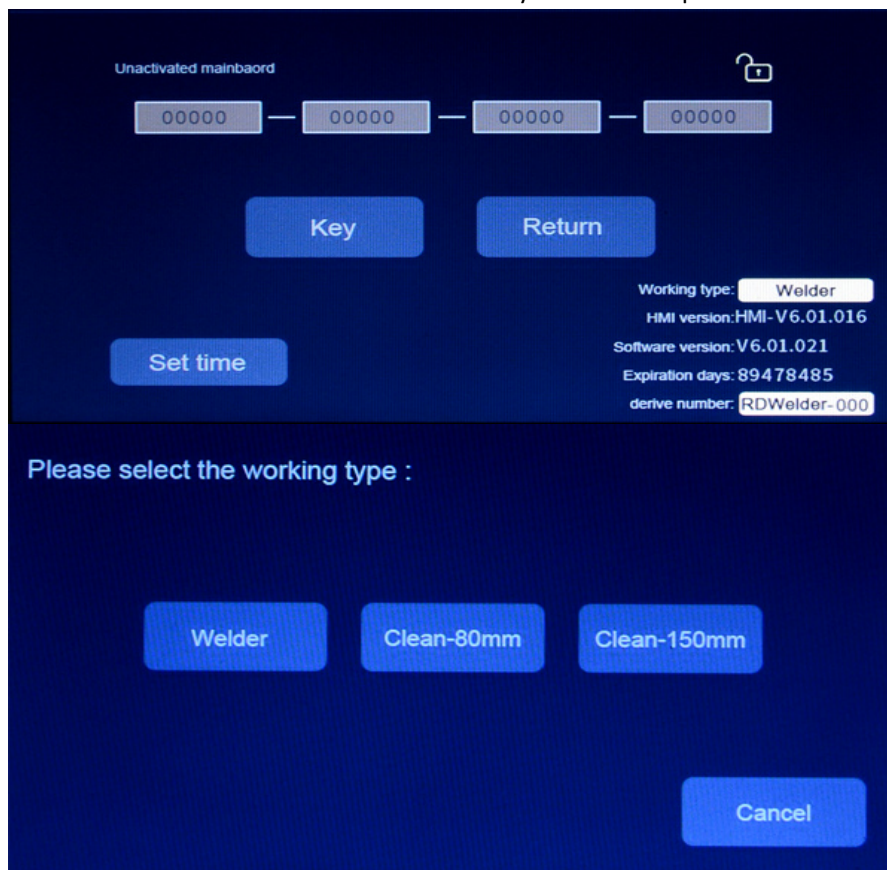 Unactivated mainbaord
00000 — 00000 — 00000 — 00000
Key Return
Working type: Welder
HMI version:HMI-V6.01.016
Set time
Software version:V6.01.021
Expiration days:89478485
derive number: RDWelder-000
Please select the working type :
Welder Clean-80mm Clean-150mm
Cancel